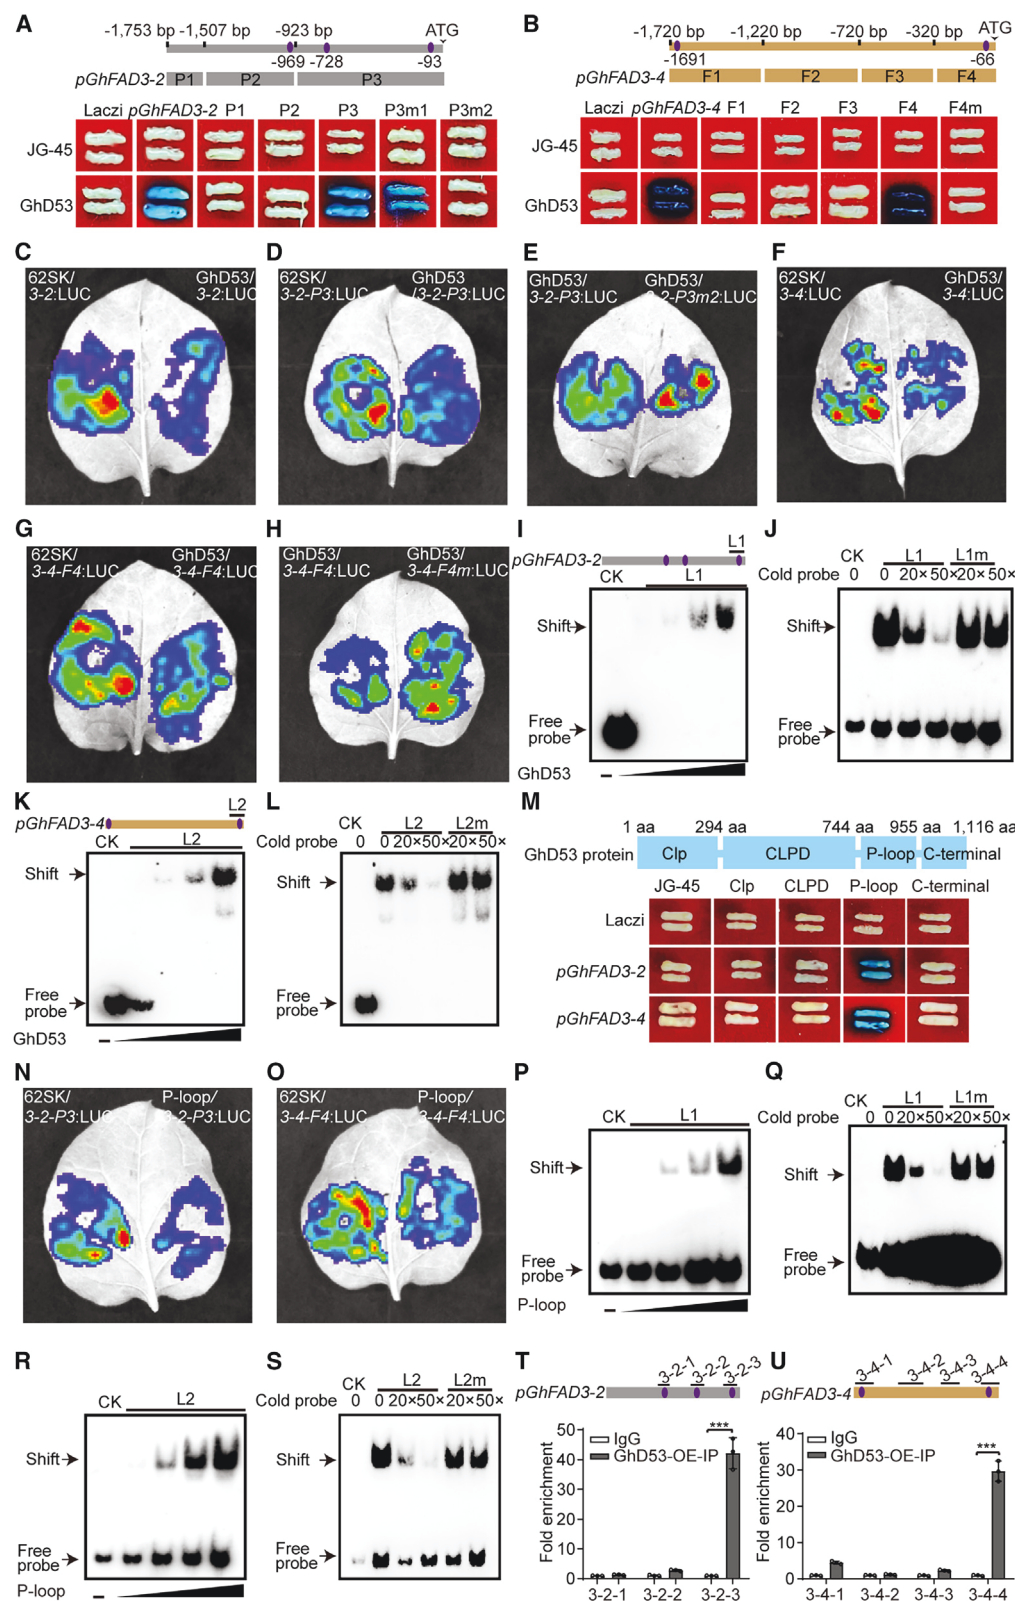 A
-1,753 bp -1,507 bp -923 bp ATG
-969 -728 -93
pGhFAD3-2 P1 P2 P3
Laczi pGhFAD3-2 P1 P2 P3 P3m1 P3m2
JG-45
GhD53
B
-1,720 bp -1,220 bp -720 bp -320 bp ATG
-1691 -66
pGhFAD3-4 F1 F2 F3 F4
Laczi pGhFAD3-4 F1 F2 F3 F4 F4m
JG-45
GhD53
C
62SK/ GhD53/
3-2:LUC 3-2:LUC
D
62SK/ GhD53
3-2-P3:LUC /3-2-P3:LUC
E
GhD53/ GhD53/
3-2-P3:LUC 3-2-P3m2:LUC
F
62SK/ GhD53/
3-4:LUC 3-4:LUC
G
62SK/ GhD53/
3-4-F4:LUC 3-4-F4:LUC
H
GhD53/ GhD53/
3-4-F4:LUC 3-4-F4m:LUC
I
L1
pGhFAD3-2
CK L1
Shift
Free
probe
GhD53
J
CK L1 L1m
Cold probe 0 0 20× 50× 20× 50×
Shift
Free
probe
K
L2
pGhFAD3-4
CK L2
Shift
Free
probe
GhD53
L
CK L2 L2m
Cold probe 0 0 20× 50× 20× 50×
Shift
Free
probe
M
1 aa 294 aa 744 aa 955 aa 1,116 aa
GhD53 protein Clp CLPD P-loop C-terminal
JG-45 Clp CLPD P-loop C-terminal
Laczi
pGhFAD3-2
pGhFAD3-4
N
62SK/ P-loop/
3-2-P3:LUC 3-2-P3:LUC
O
62SK/ P-loop/
3-4-F4:LUC 3-4-F4:LUC
P
CK L1
Shift
Free
probe
P-loop
Q
CK L1 L1m
Cold probe 0 0 20× 50× 20× 50×
Shift
Free
probe
R
CK L2
Shift
Free
probe
P-loop
S
CK L2 L2m
Cold probe 0 0 20× 50× 20× 50×
Shift
Free
probe
T
3-2-1 3-2-2 3-2-3
pGhFAD3-2
Fold enrichment
50
40
30
20
10
0
IgG
GhD53-OE-IP
***
3-2-1 3-2-2 3-2-3
U
3-4-1 3-4-2 3-4-3 3-4-4
pGhFAD3-4
Fold enrichment
40
30
20
10
0
IgG
GhD53-OE-IP
***
3-4-1 3-4-2 3-4-3 3-4-4